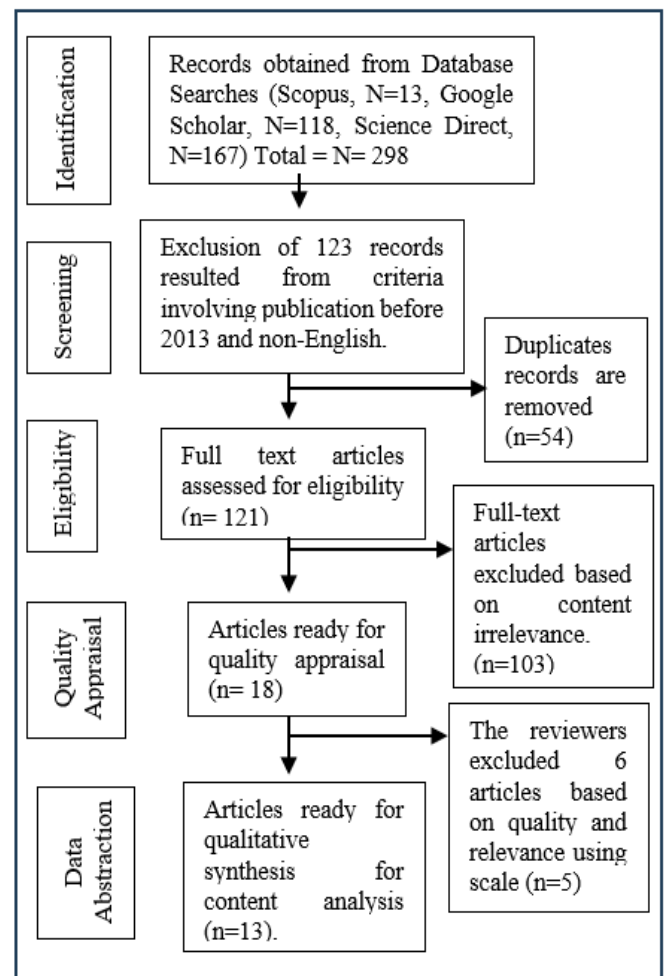 Identification
Records obtained from Database
Searches (Scopus, N=13, Google
Scholar, N=118, Science Direct,
N=167) Total = N= 298
Screening
Exclusion of 123 records
resulted from criteria
involving publication before
2013 and non-English.
Duplicates
records are
removed
(n=54)
Eligibility
Full text articles
assessed for eligibility
(n= 121)
Full-text
articles
excluded based
on content
irrelevance.
(n=103)
Quality
Appraisal
Articles ready for
quality appraisal
(n= 18)
The reviewers
excluded 6
articles based
on quality and
relevance using
scale (n=5)
Data
Abstraction
Articles ready for
qualitative
synthesis for
content analysis
(n=13).